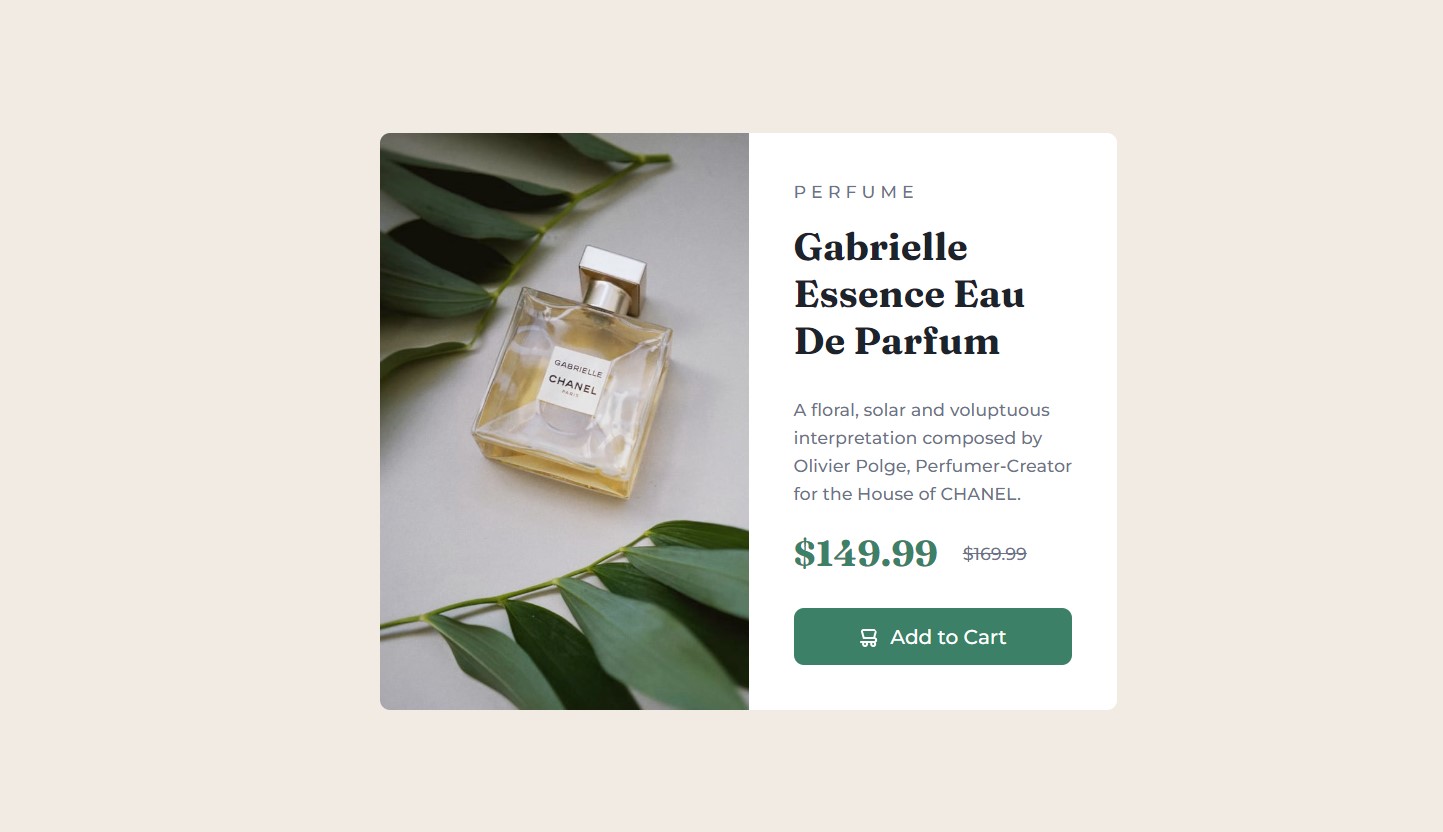 GABRIELLE
CHANEL
PARIS
PERFUME
Gabrielle
Essence Eau
De Parfum
A floral, solar and voluptuous
interpretation composed by
Olivier Polge, Perfumer-Creator
for the House of CHANEL.
$149.99 $169.99
Add to Cart